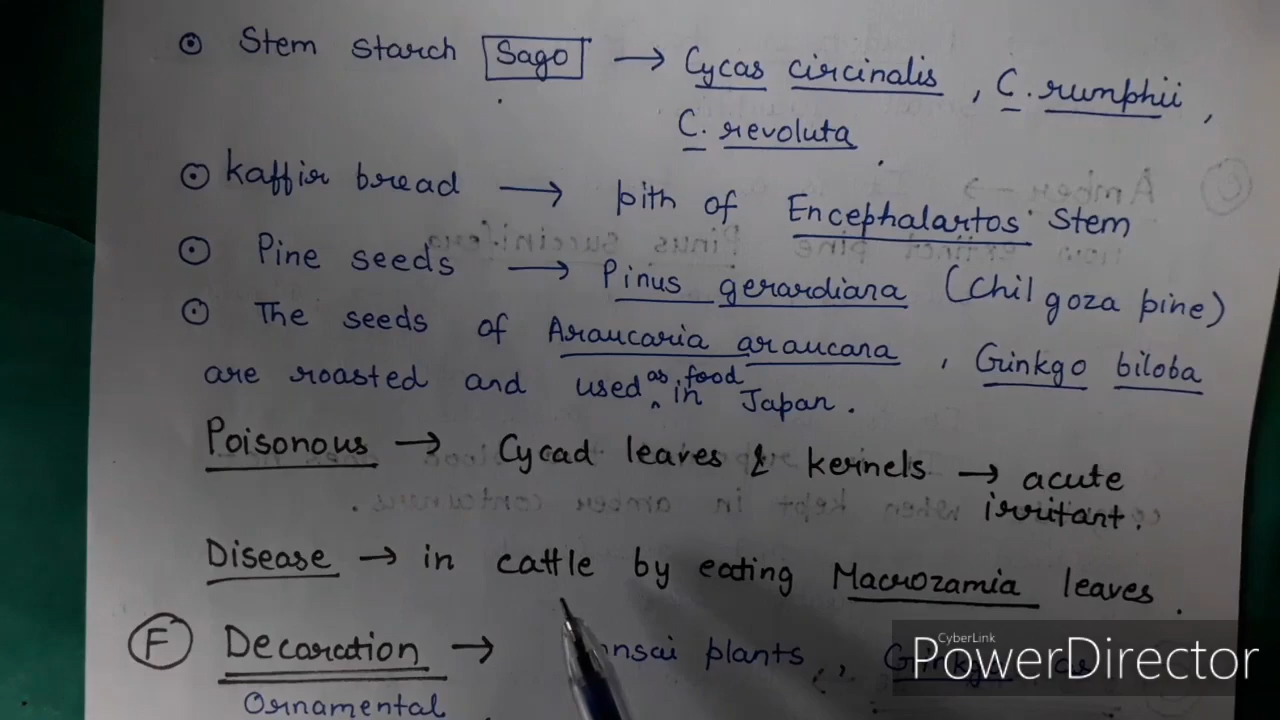 ⊙ Stem starch Sago → Cycas circinalis, C. rumphii,
C. revoluta
⊙ kaffir bread → pith of Encephalartos stem
⊙ Pine seeds → Pinus gerardiana (Chilgoza pine)
⊙ The seeds of Araucaria araucana, Ginkgo biloba
are roasted and used as food in Japan.
Poisonous → Cycad leaves & kernels → acute
irritant.
Disease → in cattle by eating Macrozamia leaves.
F Decoration → plants,
CyberLink
PowerDirector
Ornamental